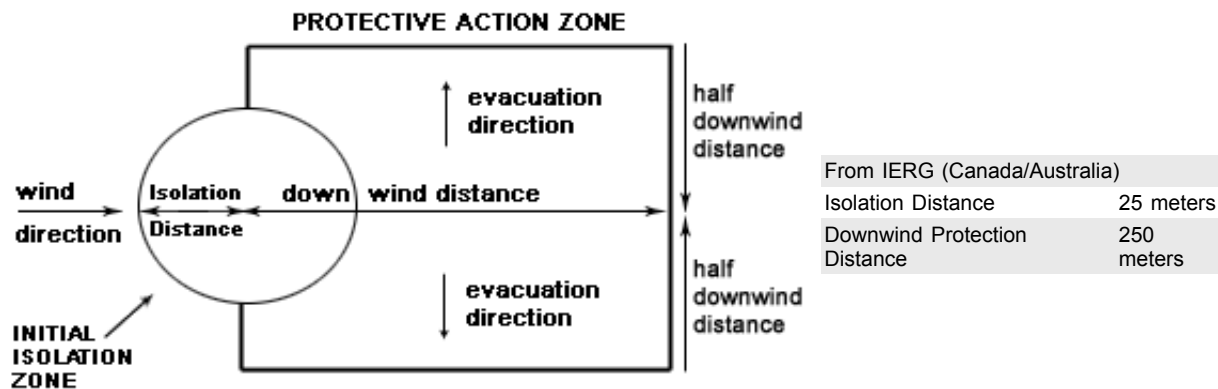 PROTECTIVE ACTION ZONE
evacuation
direction
half
downwind
distance
wind
direction
Isolation
Distance
down wind distance
evacuation
direction
half
downwind
distance
INITIAL
ISOLATION
ZONE
From IERG (Canada/Australia)
Isolation Distance 25 meters
Downwind Protection 250
Distance meters